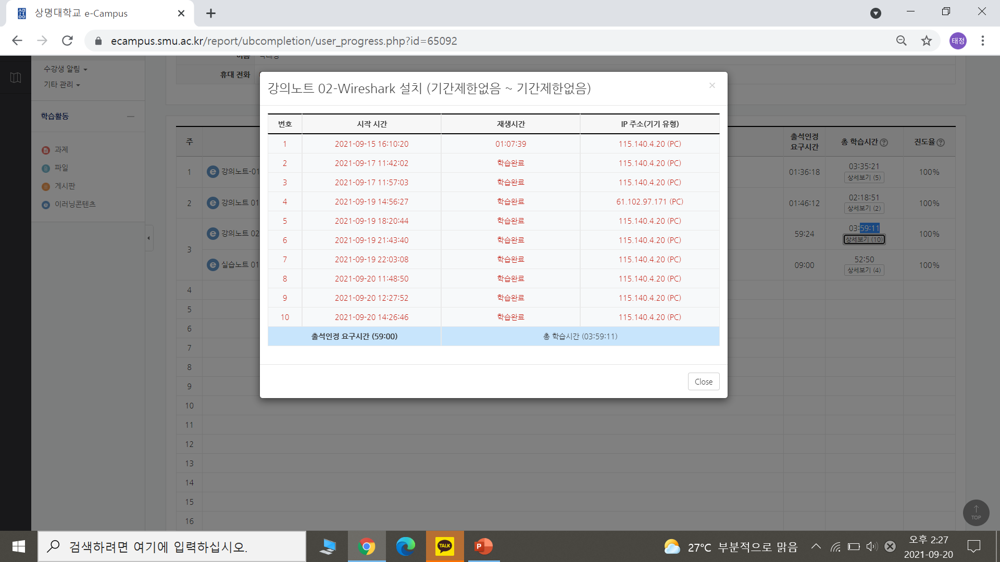 상명대학교 e-Campus
ecampus.smu.ac.kr/report/ubcompletion/user_progress.php?id=65092
태정
수강생 알림
기타 관리
학습활동
과제
파일
게시판
이러닝콘텐츠
이름
휴대 전화
강의노트 02-Wireshark 설치 (기간제한없음 ~ 기간제한없음)
번호 시작 시간 재생시간 IP 주소(기기 유형)
1 2021-09-15 16:10:20 01:07:39 115.140.4.20 (PC)
2 2021-09-17 11:42:02 학습완료 115.140.4.20 (PC)
3 2021-09-17 11:57:03 학습완료 115.140.4.20 (PC)
4 2021-09-19 14:56:27 학습완료 61.102.97.171 (PC)
5 2021-09-19 18:20:44 학습완료 115.140.4.20 (PC)
6 2021-09-19 21:43:40 학습완료 115.140.4.20 (PC)
7 2021-09-19 22:03:08 학습완료 115.140.4.20 (PC)
8 2021-09-20 11:48:50 학습완료 115.140.4.20 (PC)
9 2021-09-20 12:27:52 학습완료 115.140.4.20 (PC)
10 2021-09-20 14:26:46 학습완료 115.140.4.20 (PC)
출석인정 요구시간 (59:00) 총 학습시간 (03:59:11)
Close
주 출석인정 요구시간 총 학습시간 진도율
1 강의노트-01 01:36:18 03:35:21 100%
상세보기 (5)
2 강의노트 01 01:46:12 02:18:51 100%
상세보기 (2)
3 강의노트 02 59:24 03:59:11 100%
상세보기 (10)
실습노트 01 09:00 52:50 100%
상세보기 (4)
4
5
6
7
8
9
10
11
12
13
14
15
16
TOP
검색하려면 여기에 입력하십시오.
TALK
P
27°C 부분적으로 맑음
오후 2:27
2021-09-20